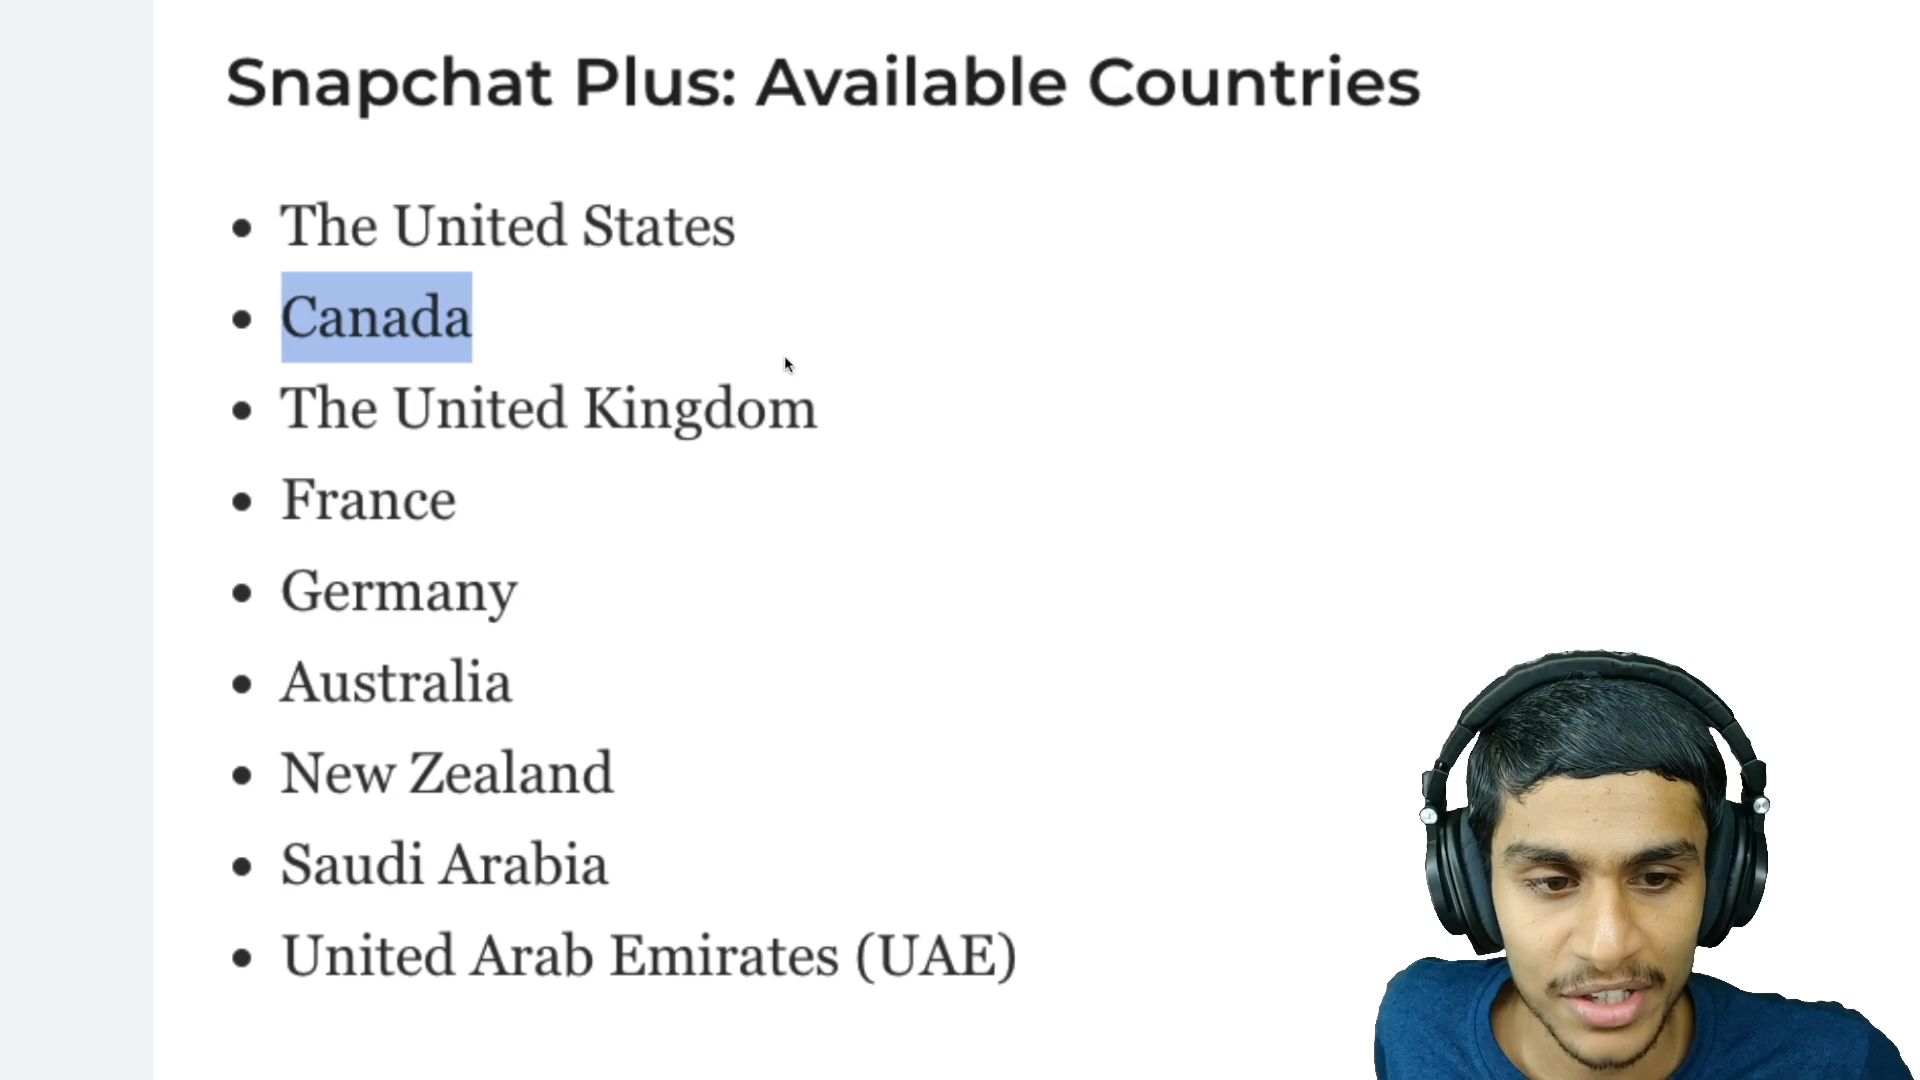 Snapchat Plus: Available Countries
• The United States
• Canada
• The United Kingdom
• France
• Germany
• Australia
• New Zealand
• Saudi Arabia
• United Arab Emirates (UAE)